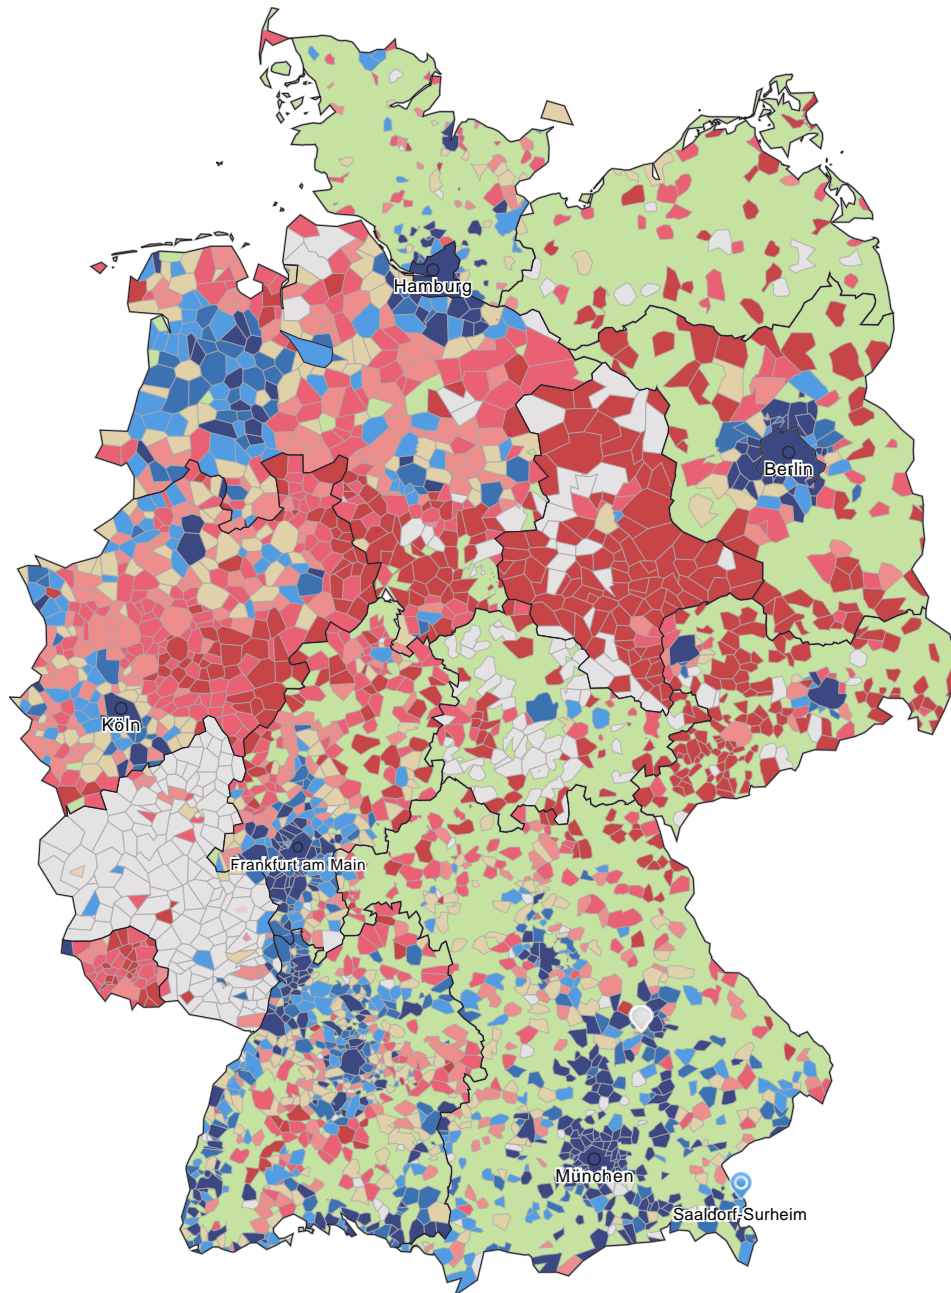 Hamburg
Berlin
Köln
Frankfurt am Main
München
Saaldorf-Surheim